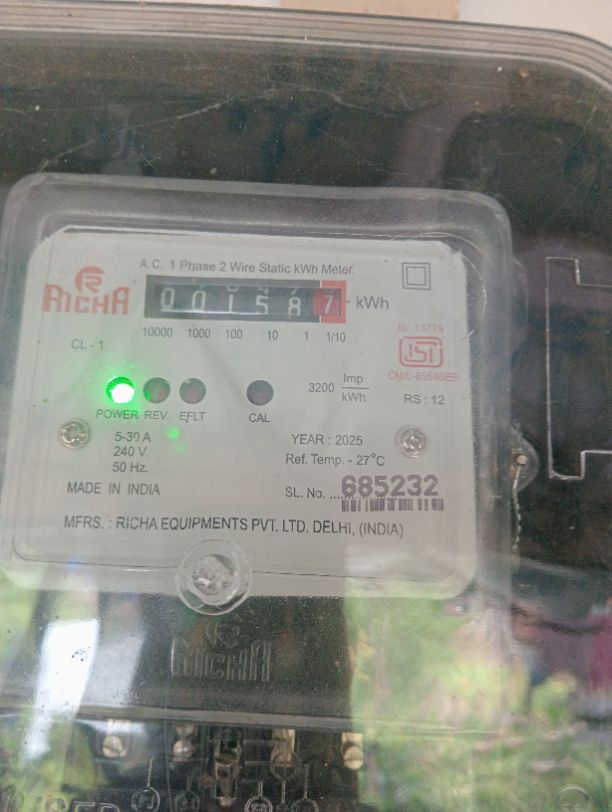 A.C. 1 Phase 2 Wire Static kWh Meter.
R
RICHA
001587 kWh
10000 1000 100 10 1 1/10
CL - 1
IS: 13779
ISI
3200 Imp/kWh
RS : 12
POWER REV. E/FLT CAL
5-30 A
240 V.
50 Hz.
YEAR : 2025
Ref. Temp. - 27°C
MADE IN INDIA
SL. No. 685232
MFRS. : RICHA EQUIPMENTS PVT. LTD. DELHI, (INDIA)
R
RICHA